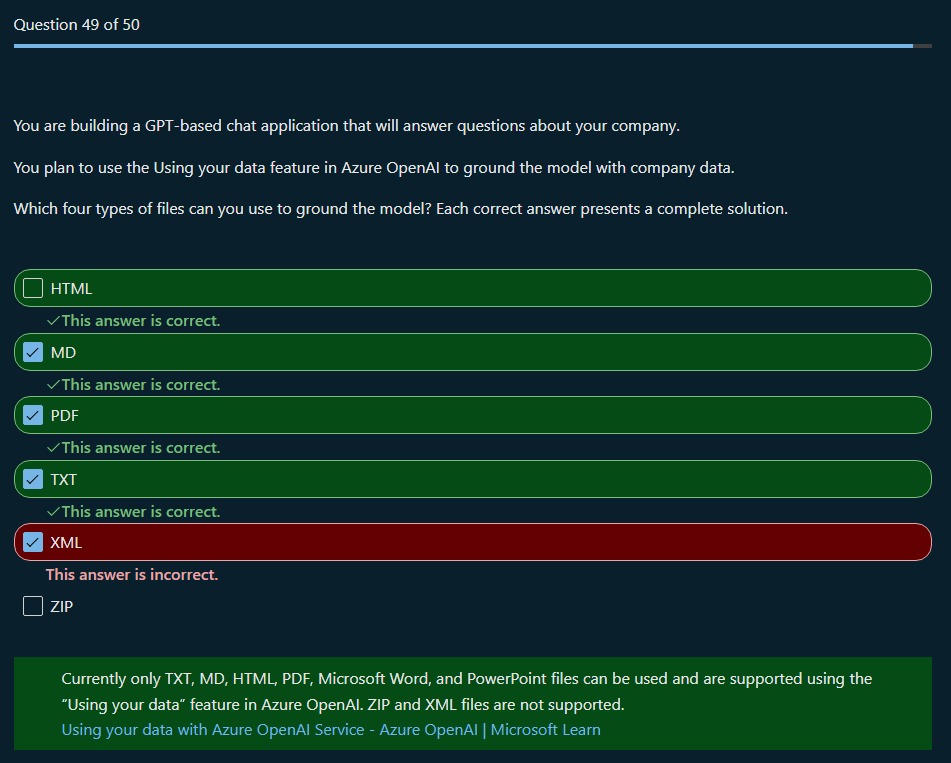 Question 49 of 50
You are building a GPT-based chat application that will answer questions about your company.
You plan to use the Using your data feature in Azure OpenAI to ground the model with company data.
Which four types of files can you use to ground the model? Each correct answer presents a complete solution.
HTML
✓This answer is correct.
MD
✓This answer is correct.
PDF
✓This answer is correct.
TXT
✓This answer is correct.
XML
This answer is incorrect.
ZIP
Currently only TXT, MD, HTML, PDF, Microsoft Word, and PowerPoint files can be used and are supported using the
“Using your data” feature in Azure OpenAI. ZIP and XML files are not supported.
Using your data with Azure OpenAI Service - Azure OpenAI | Microsoft Learn